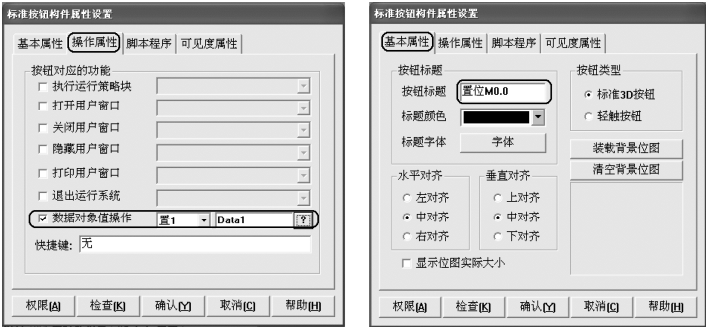 标准按钮构件属性设置
基本属性 操作属性 脚本程序 可见度属性
按钮对应的功能
执行运行策略块
打开用户窗口
关闭用户窗口
隐藏用户窗口
打印用户窗口
退出运行系统
数据对象值操作 置1 Data1 ?
快捷键: 无
权限(A) 检查(K) 确认(Y) 取消(C) 帮助(H)
标准按钮构件属性设置
基本属性 操作属性 脚本程序 可见度属性
按钮标题
按钮标题 置位M0.0
标题颜色
标题字体 字体
按钮类型
标准3D按钮
轻触按钮
装载背景位图
清空背景位图
水平对齐
左对齐
中对齐
右对齐
垂直对齐
上对齐
中对齐
下对齐
显示位图实际大小
权限(A) 检查(K) 确认(Y) 取消(C) 帮助(H)